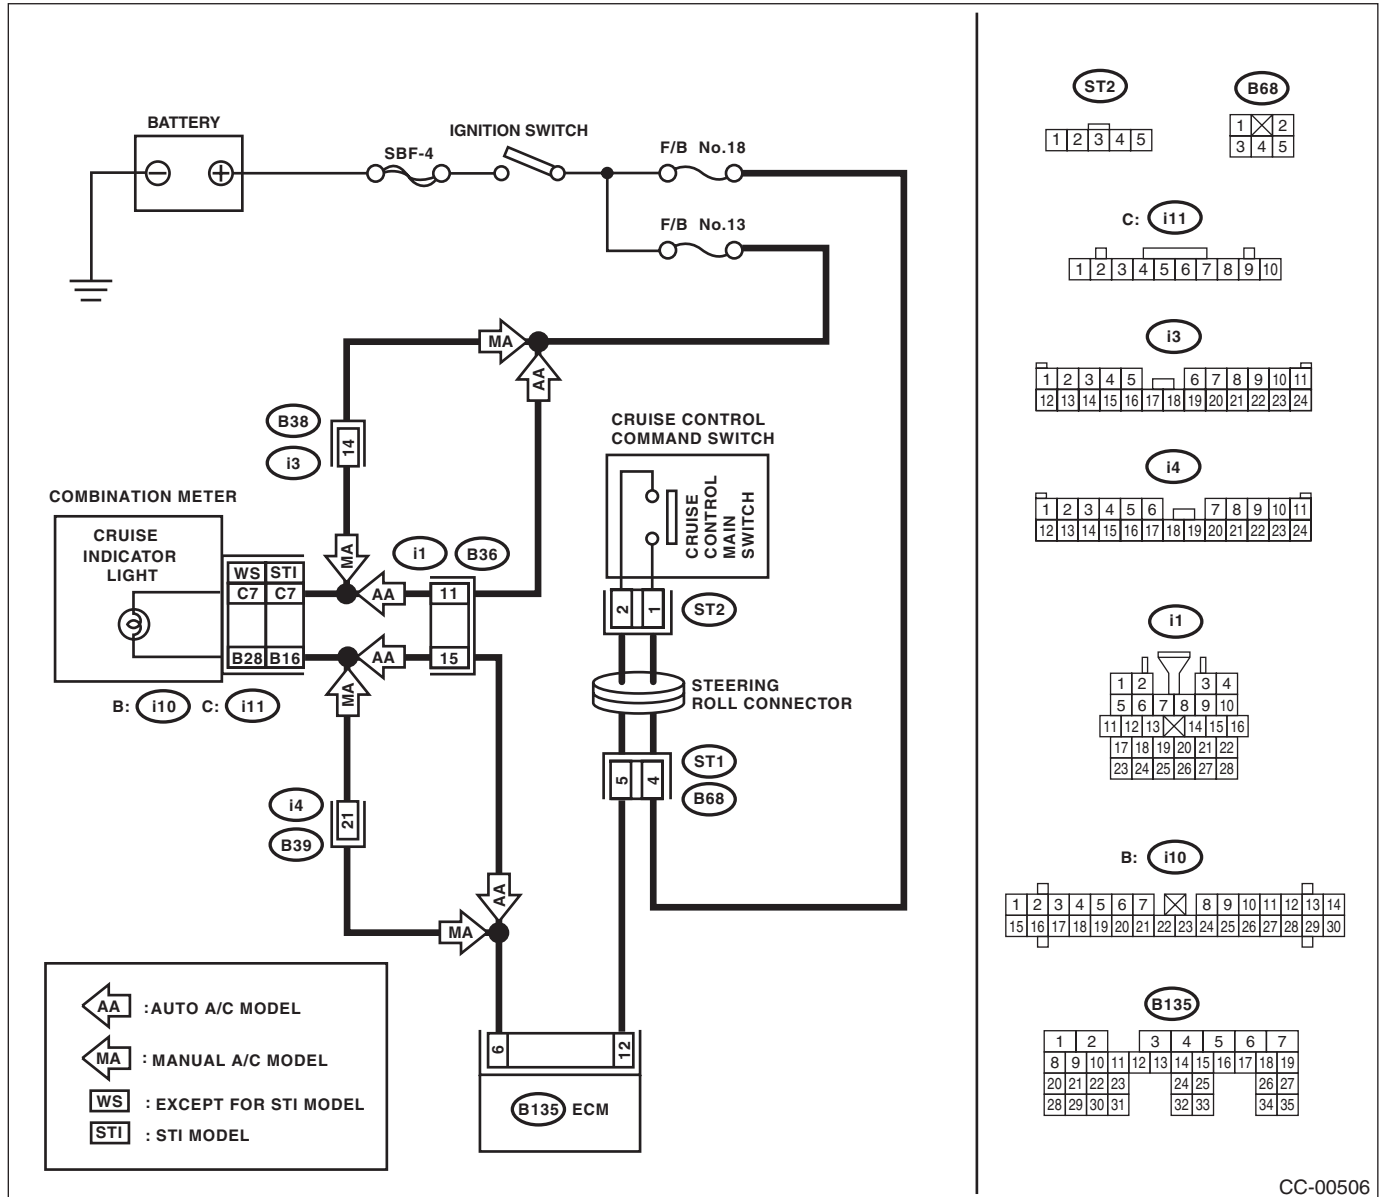 BATTERY
SBF-4
IGNITION SWITCH
F/B No.18
F/B No.13
MA
AA
B38
i3
14
CRUISE CONTROL
COMMAND SWITCH
CRUISE
CONTROL
MAIN
SWITCH
COMBINATION METER
CRUISE
INDICATOR
LIGHT
WS STI
C7 C7
B28 B16
MA
AA
AA
MA
i1 B36
11
15
2 1
ST2
STEERING
ROLL CONNECTOR
B: i10 C: i11
5 4
ST1
B68
i4
B39
21
AA
MA
6 12
B135 ECM
AA :AUTO A/C MODEL
MA : MANUAL A/C MODEL
WS : EXCEPT FOR STI MODEL
STI : STI MODEL
ST2
1 2 3 4 5
B68
1 2
3 4 5
C: i11
1 2 3 4 5 6 7 8 9 10
i3
1 2 3 4 5 6 7 8 9 10 11
12 13 14 15 16 17 18 19 20 21 22 23 24
i4
1 2 3 4 5 6 7 8 9 10 11
12 13 14 15 16 17 18 19 20 21 22 23 24
i1
1 2 3 4
5 6 7 8 9 10
11 12 13 14 15 16
17 18 19 20 21 22
23 24 25 26 27 28
B: i10
1 2 3 4 5 6 7 8 9 10 11 12 13 14
15 16 17 18 19 20 21 22 23 24 25 26 27 28 29 30
B135
1 2 3 4 5 6 7
8 9 10 11 12 13 14 15 16 17 18 19
20 21 22 23 24 25 26 27
28 29 30 31 32 33 34 35
CC-00506